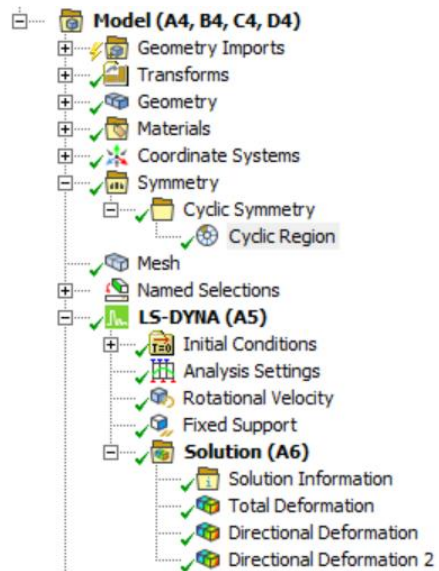 Model (A4, B4, C4, D4)
Geometry Imports
Transforms
Geometry
Materials
Coordinate Systems
Symmetry
Cyclic Symmetry
Cyclic Region
Mesh
Named Selections
LS-DYNA (A5)
Initial Conditions
Analysis Settings
Rotational Velocity
Fixed Support
Solution (A6)
Solution Information
Total Deformation
Directional Deformation
Directional Deformation 2